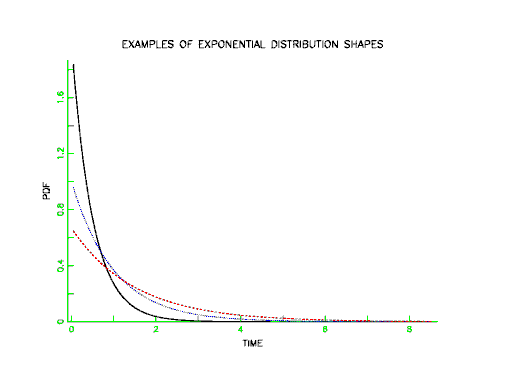 EXAMPLES OF EXPONENTIAL DISTRIBUTION SHAPES
1.6
1.2
0.8
0.4
0
PDF
0 2 4 6 8
TIME